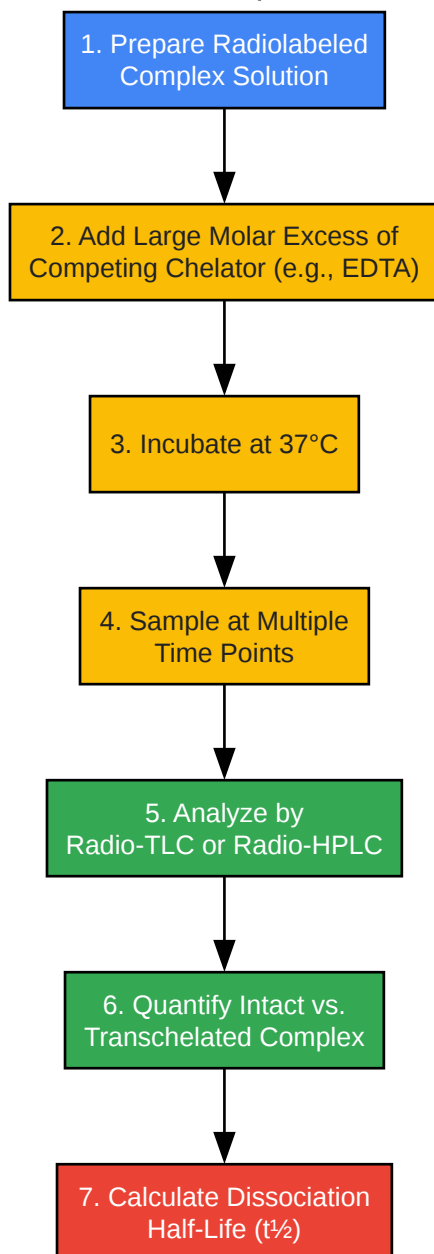 1. Prepare Radiolabeled
Complex Solution
2. Add Large Molar Excess of
Competing Chelator (e.g., EDTA)
3. Incubate at 37°C
4. Sample at Multiple
Time Points
5. Analyze by
Radio-TLC or Radio-HPLC
6. Quantify Intact vs.
Transchelated Complex
7. Calculate Dissociation
Half-Life (t½)